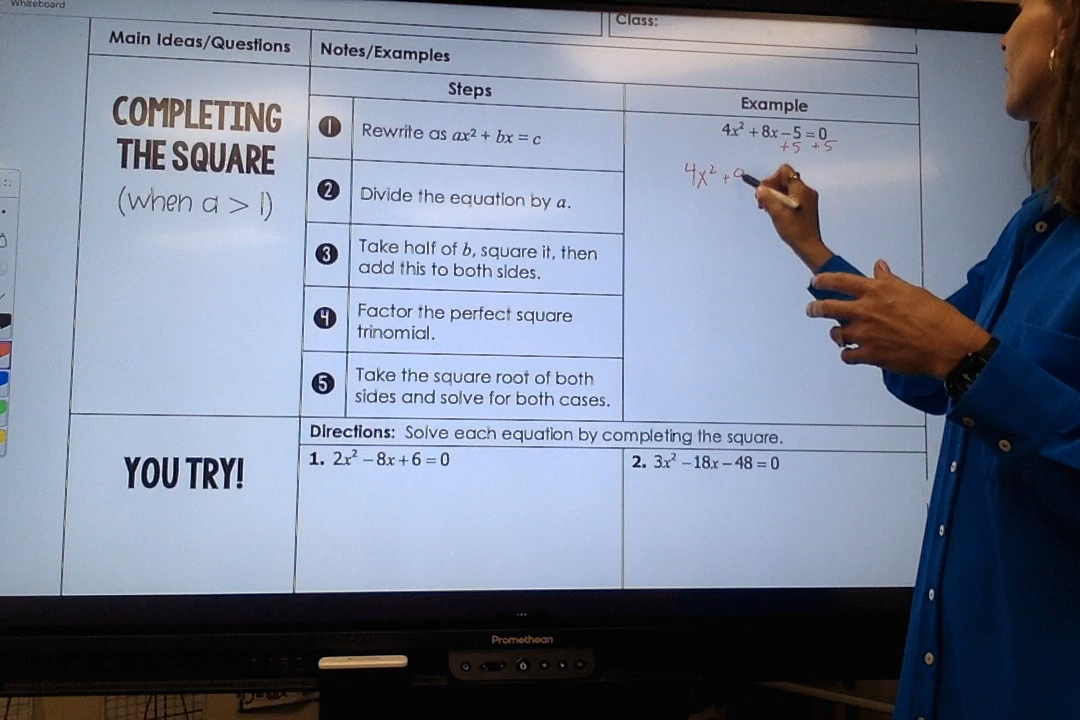 Whiteboard
Class:
Main Ideas/Questions
Notes/Examples
COMPLETING
THE SQUARE
(when a > 1)
Steps
Example
1 Rewrite as ax² + bx = c
2 Divide the equation by a.
3 Take half of b, square it, then
add this to both sides.
4 Factor the perfect square
trinomial.
5 Take the square root of both
sides and solve for both cases.
4x² + 8x – 5 = 0
+5 +5
4x² +
YOU TRY!
Directions: Solve each equation by completing the square.
1. 2x² – 8x + 6 = 0
2. 3x² – 18x – 48 = 0
Promethean